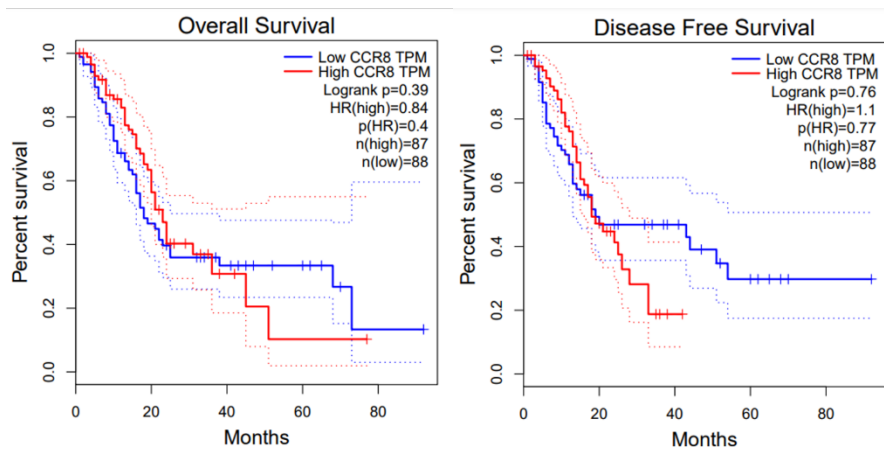 Overall Survival
Low CCR8 TPM
High CCR8 TPM
Logrank p=0.39
HR(high)=0.84
p(HR)=0.4
n(high)=87
n(low)=88
Percent survival
1.0
0.8
0.6
0.4
0.2
0.0
0 20 40 60 80
Months
Disease Free Survival
Low CCR8 TPM
High CCR8 TPM
Logrank p=0.76
HR(high)=1.1
p(HR)=0.77
n(high)=87
n(low)=88
Percent survival
1.0
0.8
0.6
0.4
0.2
0.0
0 20 40 60 80
Months